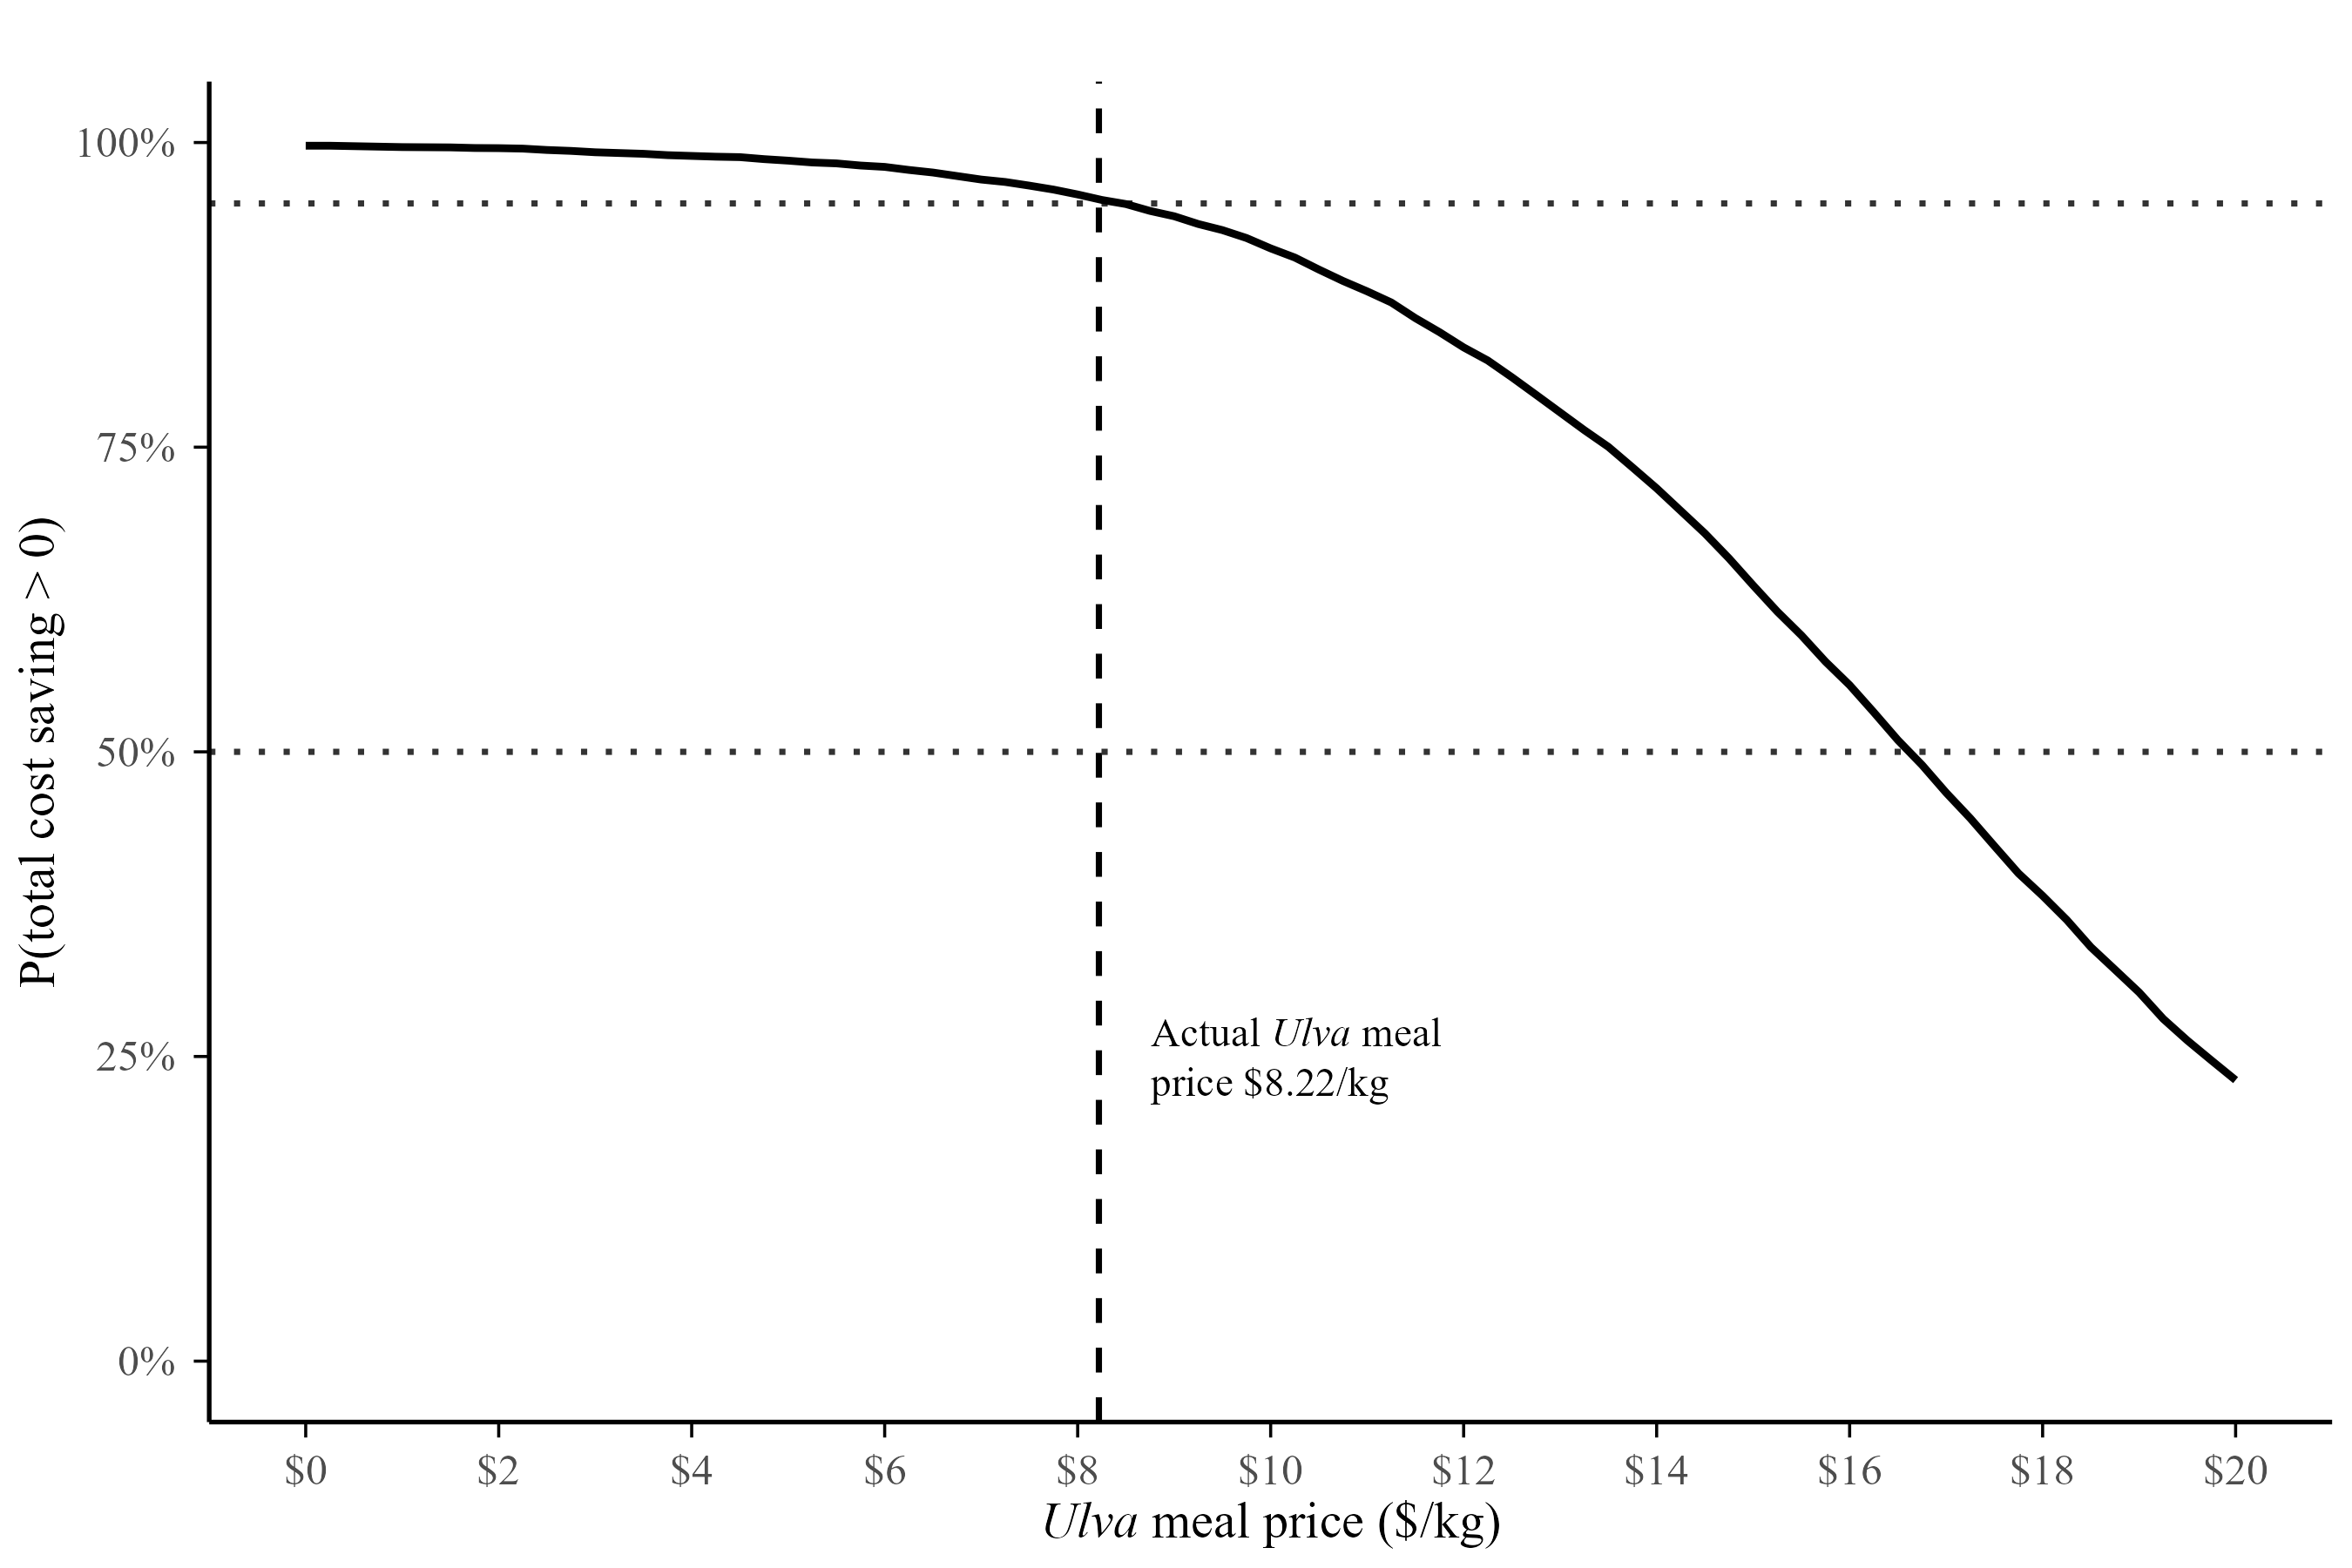 P(total cost saving > 0)
100%
75%
50%
25%
0%
Actual Ulva meal
price $8.22/kg
$0 $2 $4 $6 $8 $10 $12 $14 $16 $18 $20
Ulva meal price ($/kg)